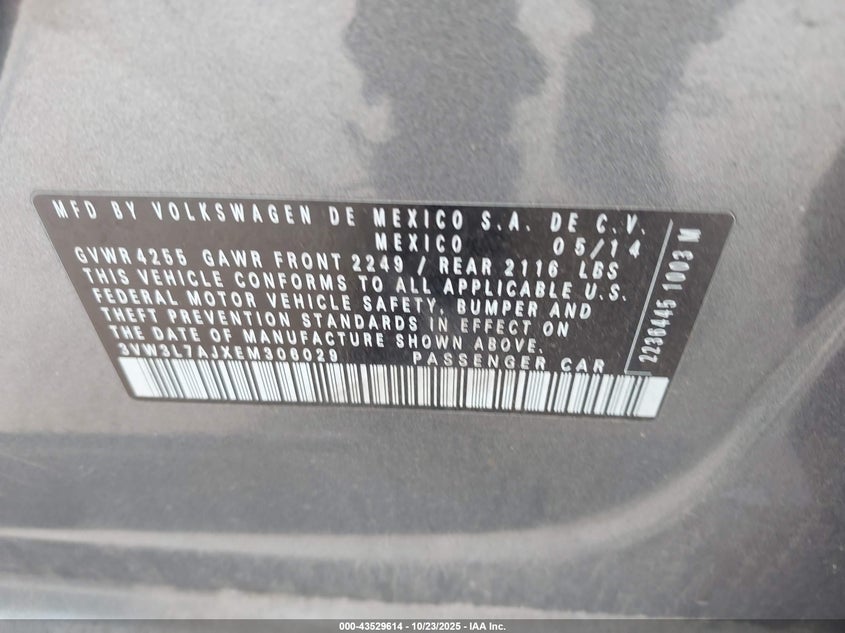 MFD BY VOLKSWAGEN DE MEXICO S.A. DE C.V.
MEXICO 05/14
GVWR 4255 GAWR FRONT 2249 / REAR 2116 LBS
THIS VEHICLE CONFORMS TO ALL APPLICABLE U.S.
FEDERAL MOTOR VEHICLE SAFETY, BUMPER AND
THEFT PREVENTION STANDARDS IN EFFECT ON
THE DATE OF MANUFACTURE SHOWN ABOVE.
3VW3L7AJXEM306029 PASSENGER CAR
2236445 1003 M
000-43529614 | 10/23/2025 - IAA Inc.